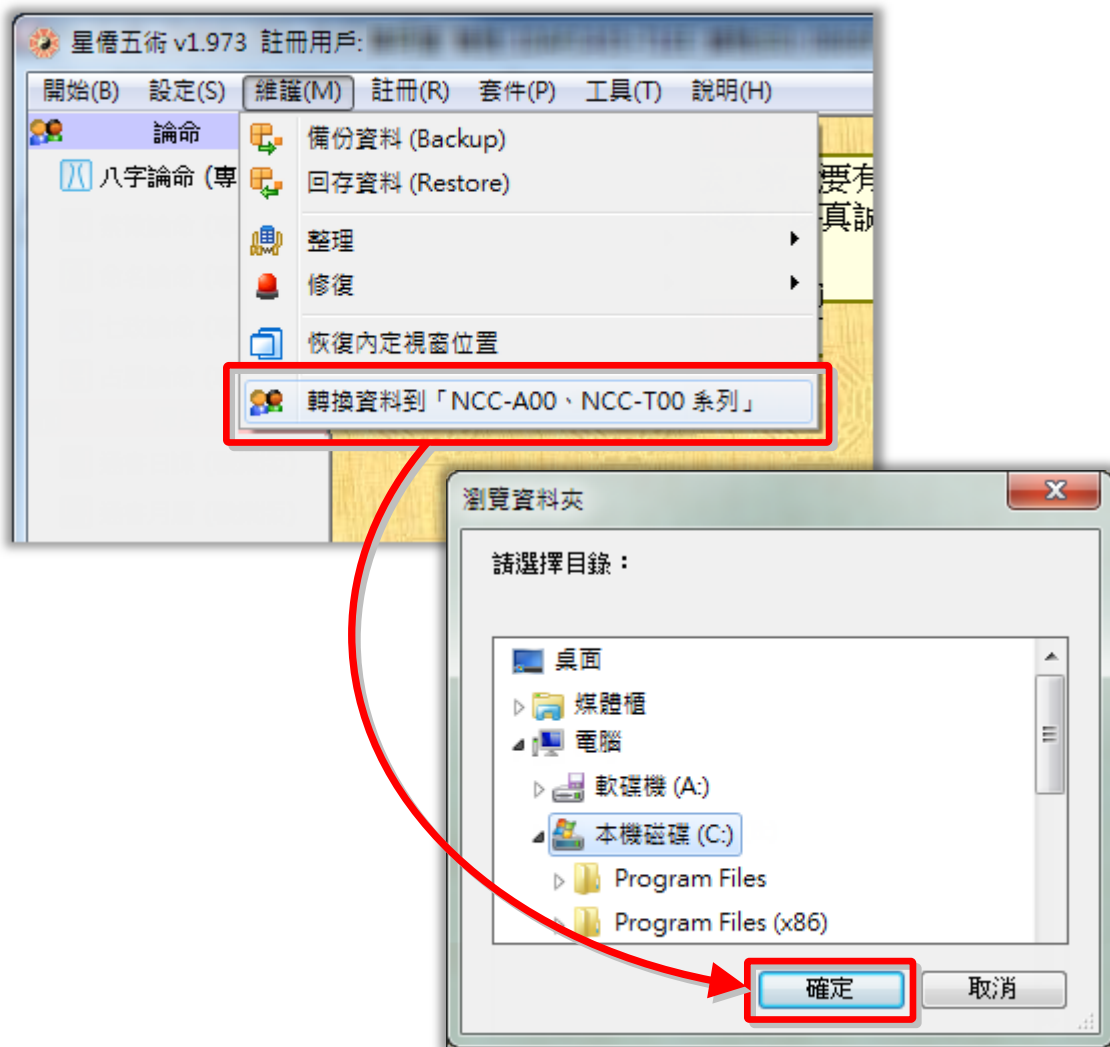 星僑五術 v1.973 註冊用戶:
開始(B) 設定(S) 維護(M) 註冊(R) 套件(P) 工具(T) 說明(H)
論命
八字論命 (專
備份資料 (Backup)
回存資料 (Restore)
整理
修復
恢復內定視窗位置
轉換資料到「NCC-A00、NCC-T00 系列」
要有
真誠
瀏覽資料夾
請選擇目錄：
桌面
媒體櫃
電腦
軟碟機 (A:)
本機磁碟 (C:)
Program Files
Program Files (x86)
確定 取消